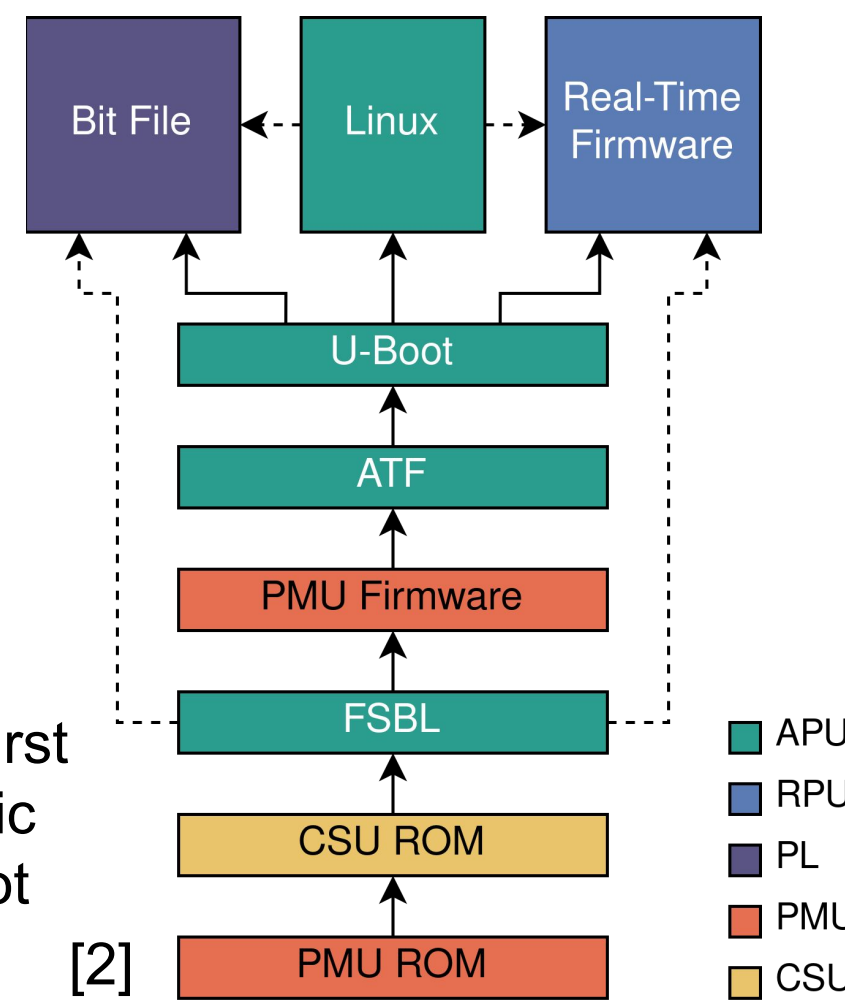 Bit File
Linux
Real-Time
Firmware
U-Boot
ATF
PMU Firmware
FSBL
CSU ROM
PMU ROM
[2]
APU
RPU
PL
PMU
CSU